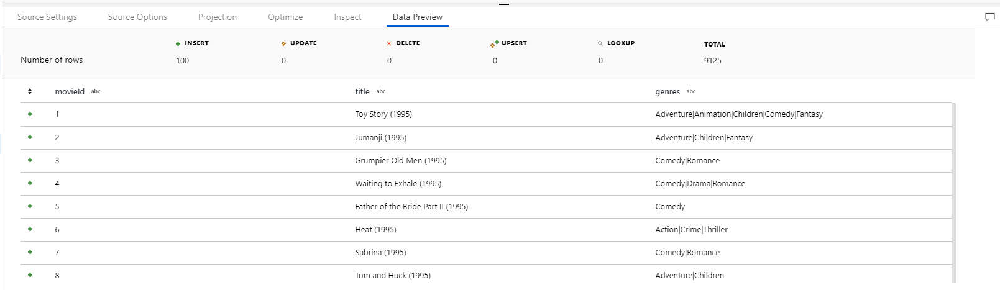 Source Settings Source Options Projection Optimize Inspect Data Preview
INSERT UPDATE DELETE UPSERT LOOKUP TOTAL
Number of rows 100 0 0 0 0 9125
movieId abc title abc genres abc
1 Toy Story (1995) Adventure|Animation|Children|Comedy|Fantasy
2 Jumanji (1995) Adventure|Children|Fantasy
3 Grumpier Old Men (1995) Comedy|Romance
4 Waiting to Exhale (1995) Comedy|Drama|Romance
5 Father of the Bride Part II (1995) Comedy
6 Heat (1995) Action|Crime|Thriller
7 Sabrina (1995) Comedy|Romance
8 Tom and Huck (1995) Adventure|Children